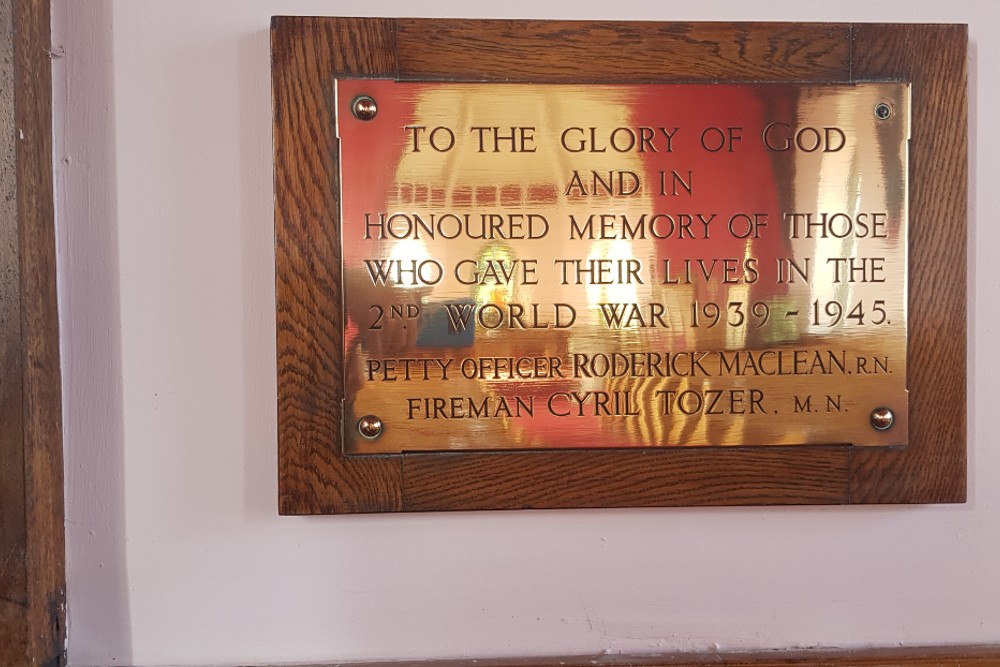 TO THE GLORY OF GOD
AND IN
HONOURED MEMORY OF THOSE
WHO GAVE THEIR LIVES IN THE
2ND. WORLD WAR 1939 - 1945.
PETTY OFFICER RODERICK MACLEAN, R.N.
FIREMAN CYRIL TOZER, M.N.